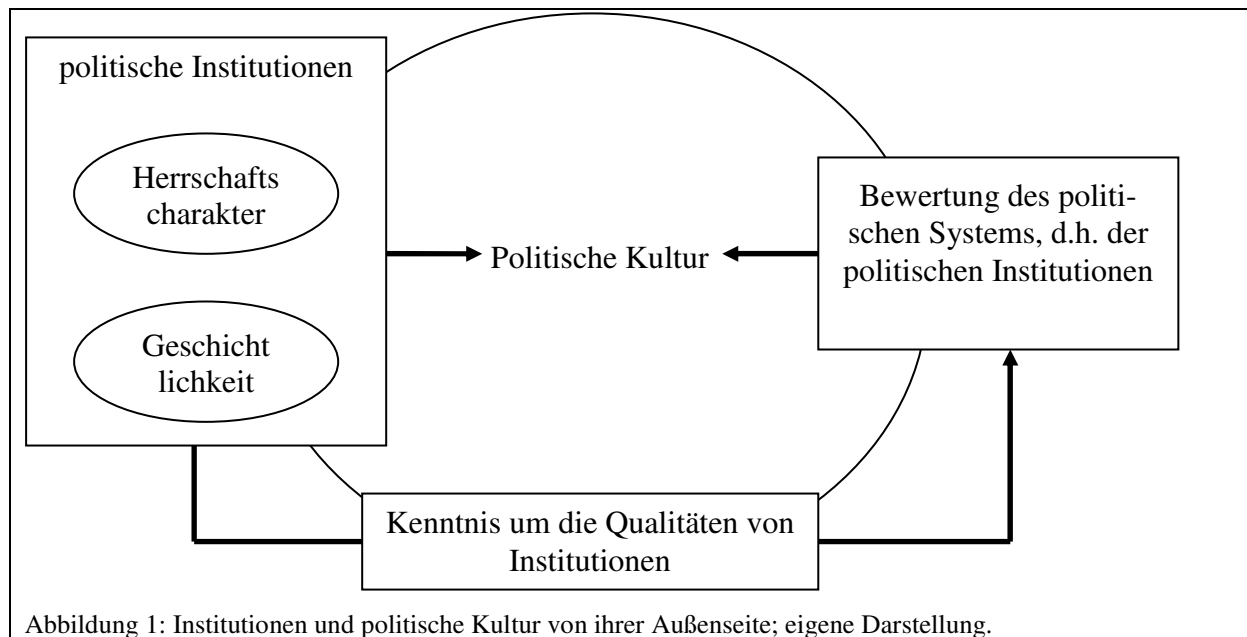 politische Institutionen
Herrschafts
charakter
Geschicht
lichkeit
Politische Kultur
Bewertung des politi-
schen Systems, d.h. der
politischen Institutionen
Kenntnis um die Qualitäten von
Institutionen
Abbildung 1: Institutionen und politische Kultur von ihrer Außenseite; eigene Darstellung.